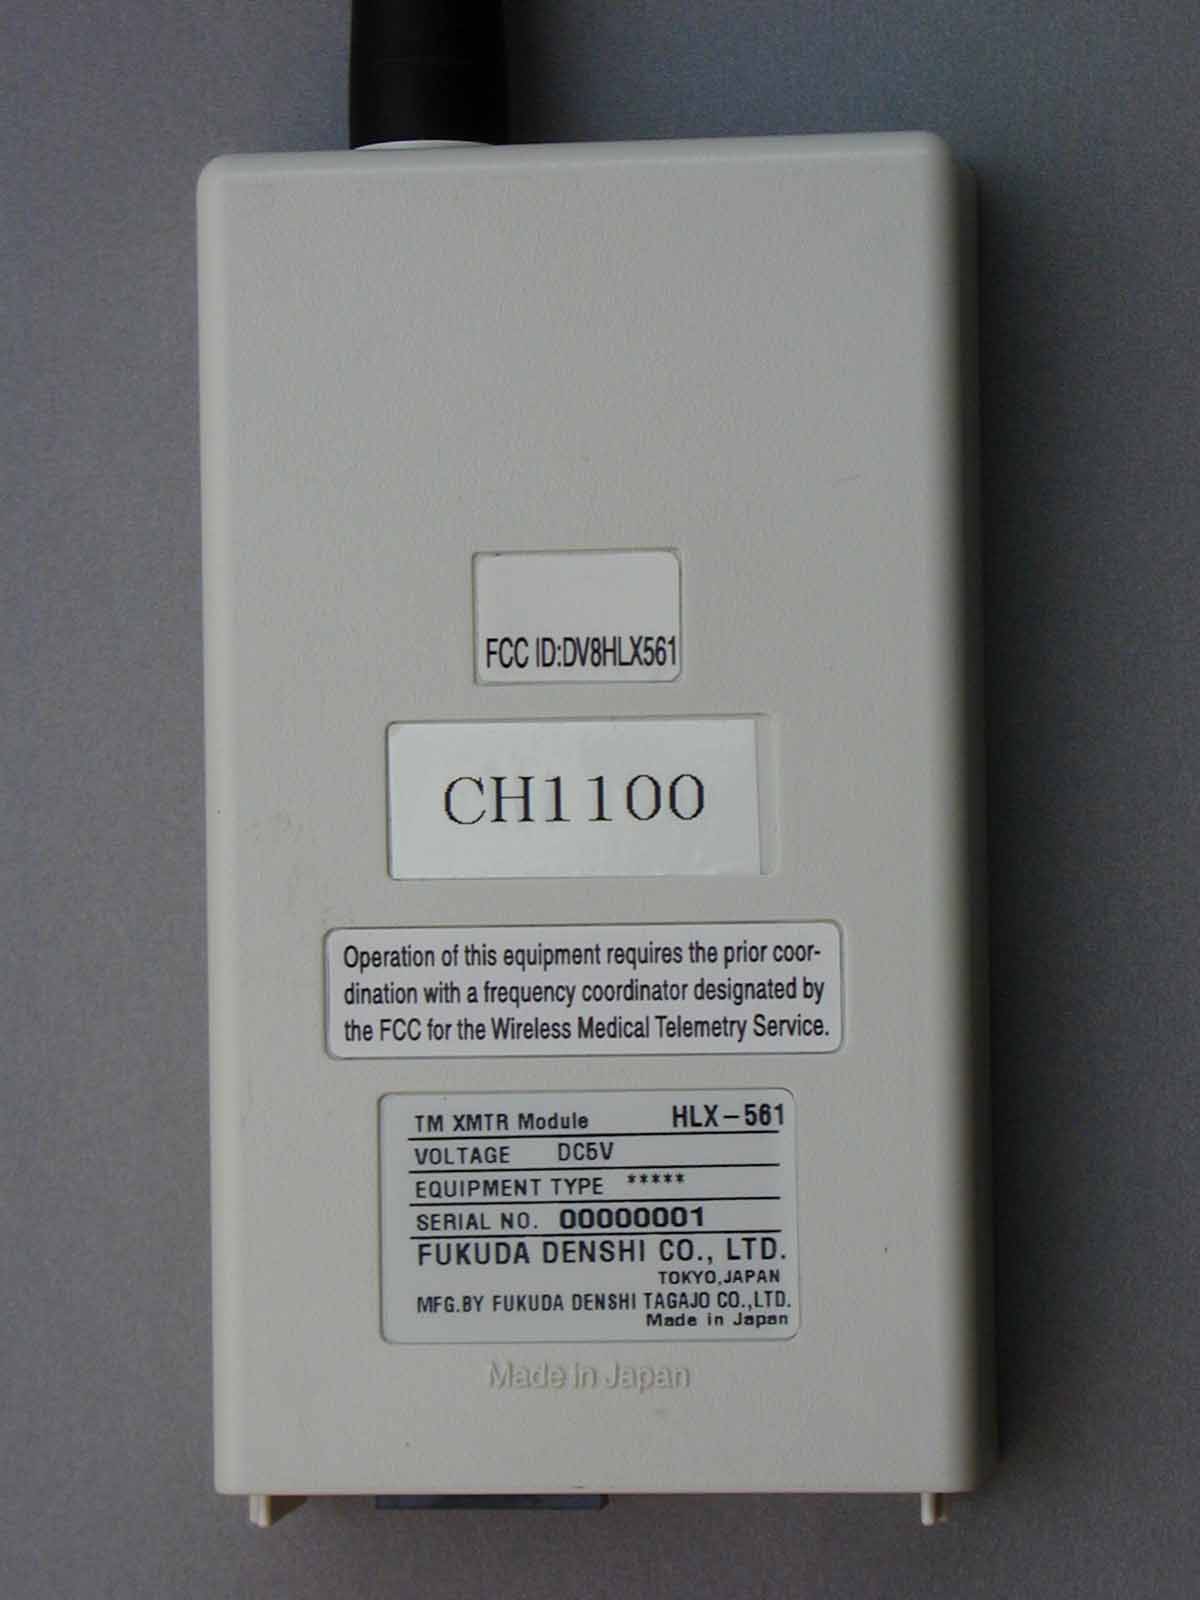 FCC ID:DV8HLX561
CH1100
Operation of this equipment requires the prior coor-
dination with a frequency coordinator designated by
the FCC for the Wireless Medical Telemetry Service.
TM XMTR Module HLX-561
VOLTAGE DC5V
EQUIPMENT TYPE *****
SERIAL NO. 00000001
FUKUDA DENSHI CO., LTD.
TOKYO,JAPAN
MFG.BY FUKUDA DENSHI TAGAJO CO.,LTD.
Made in Japan
Made in Japan